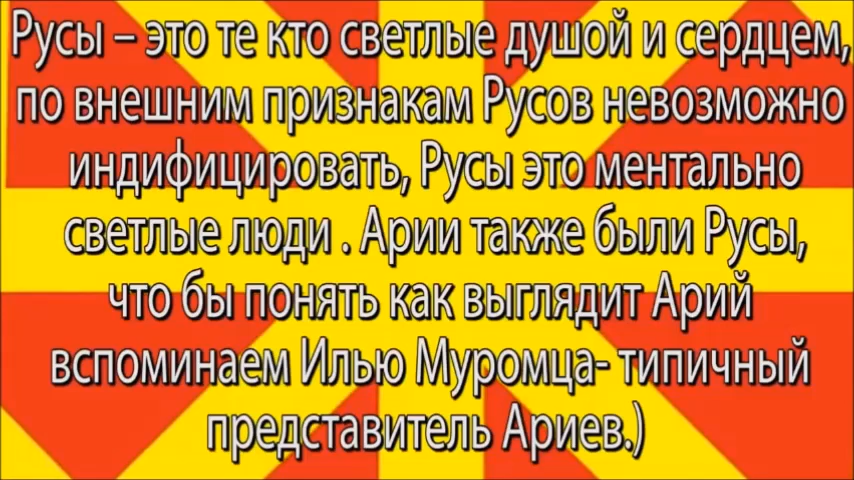 Русы – это те кто светлые душой и сердцем,
по внешним признакам Русов невозможно
индифицировать, Русы это ментально
светлые люди . Арии также были Русы,
что бы понять как выглядит Арий
вспоминаем Илью Муромца- типичный
представитель Ариев.)